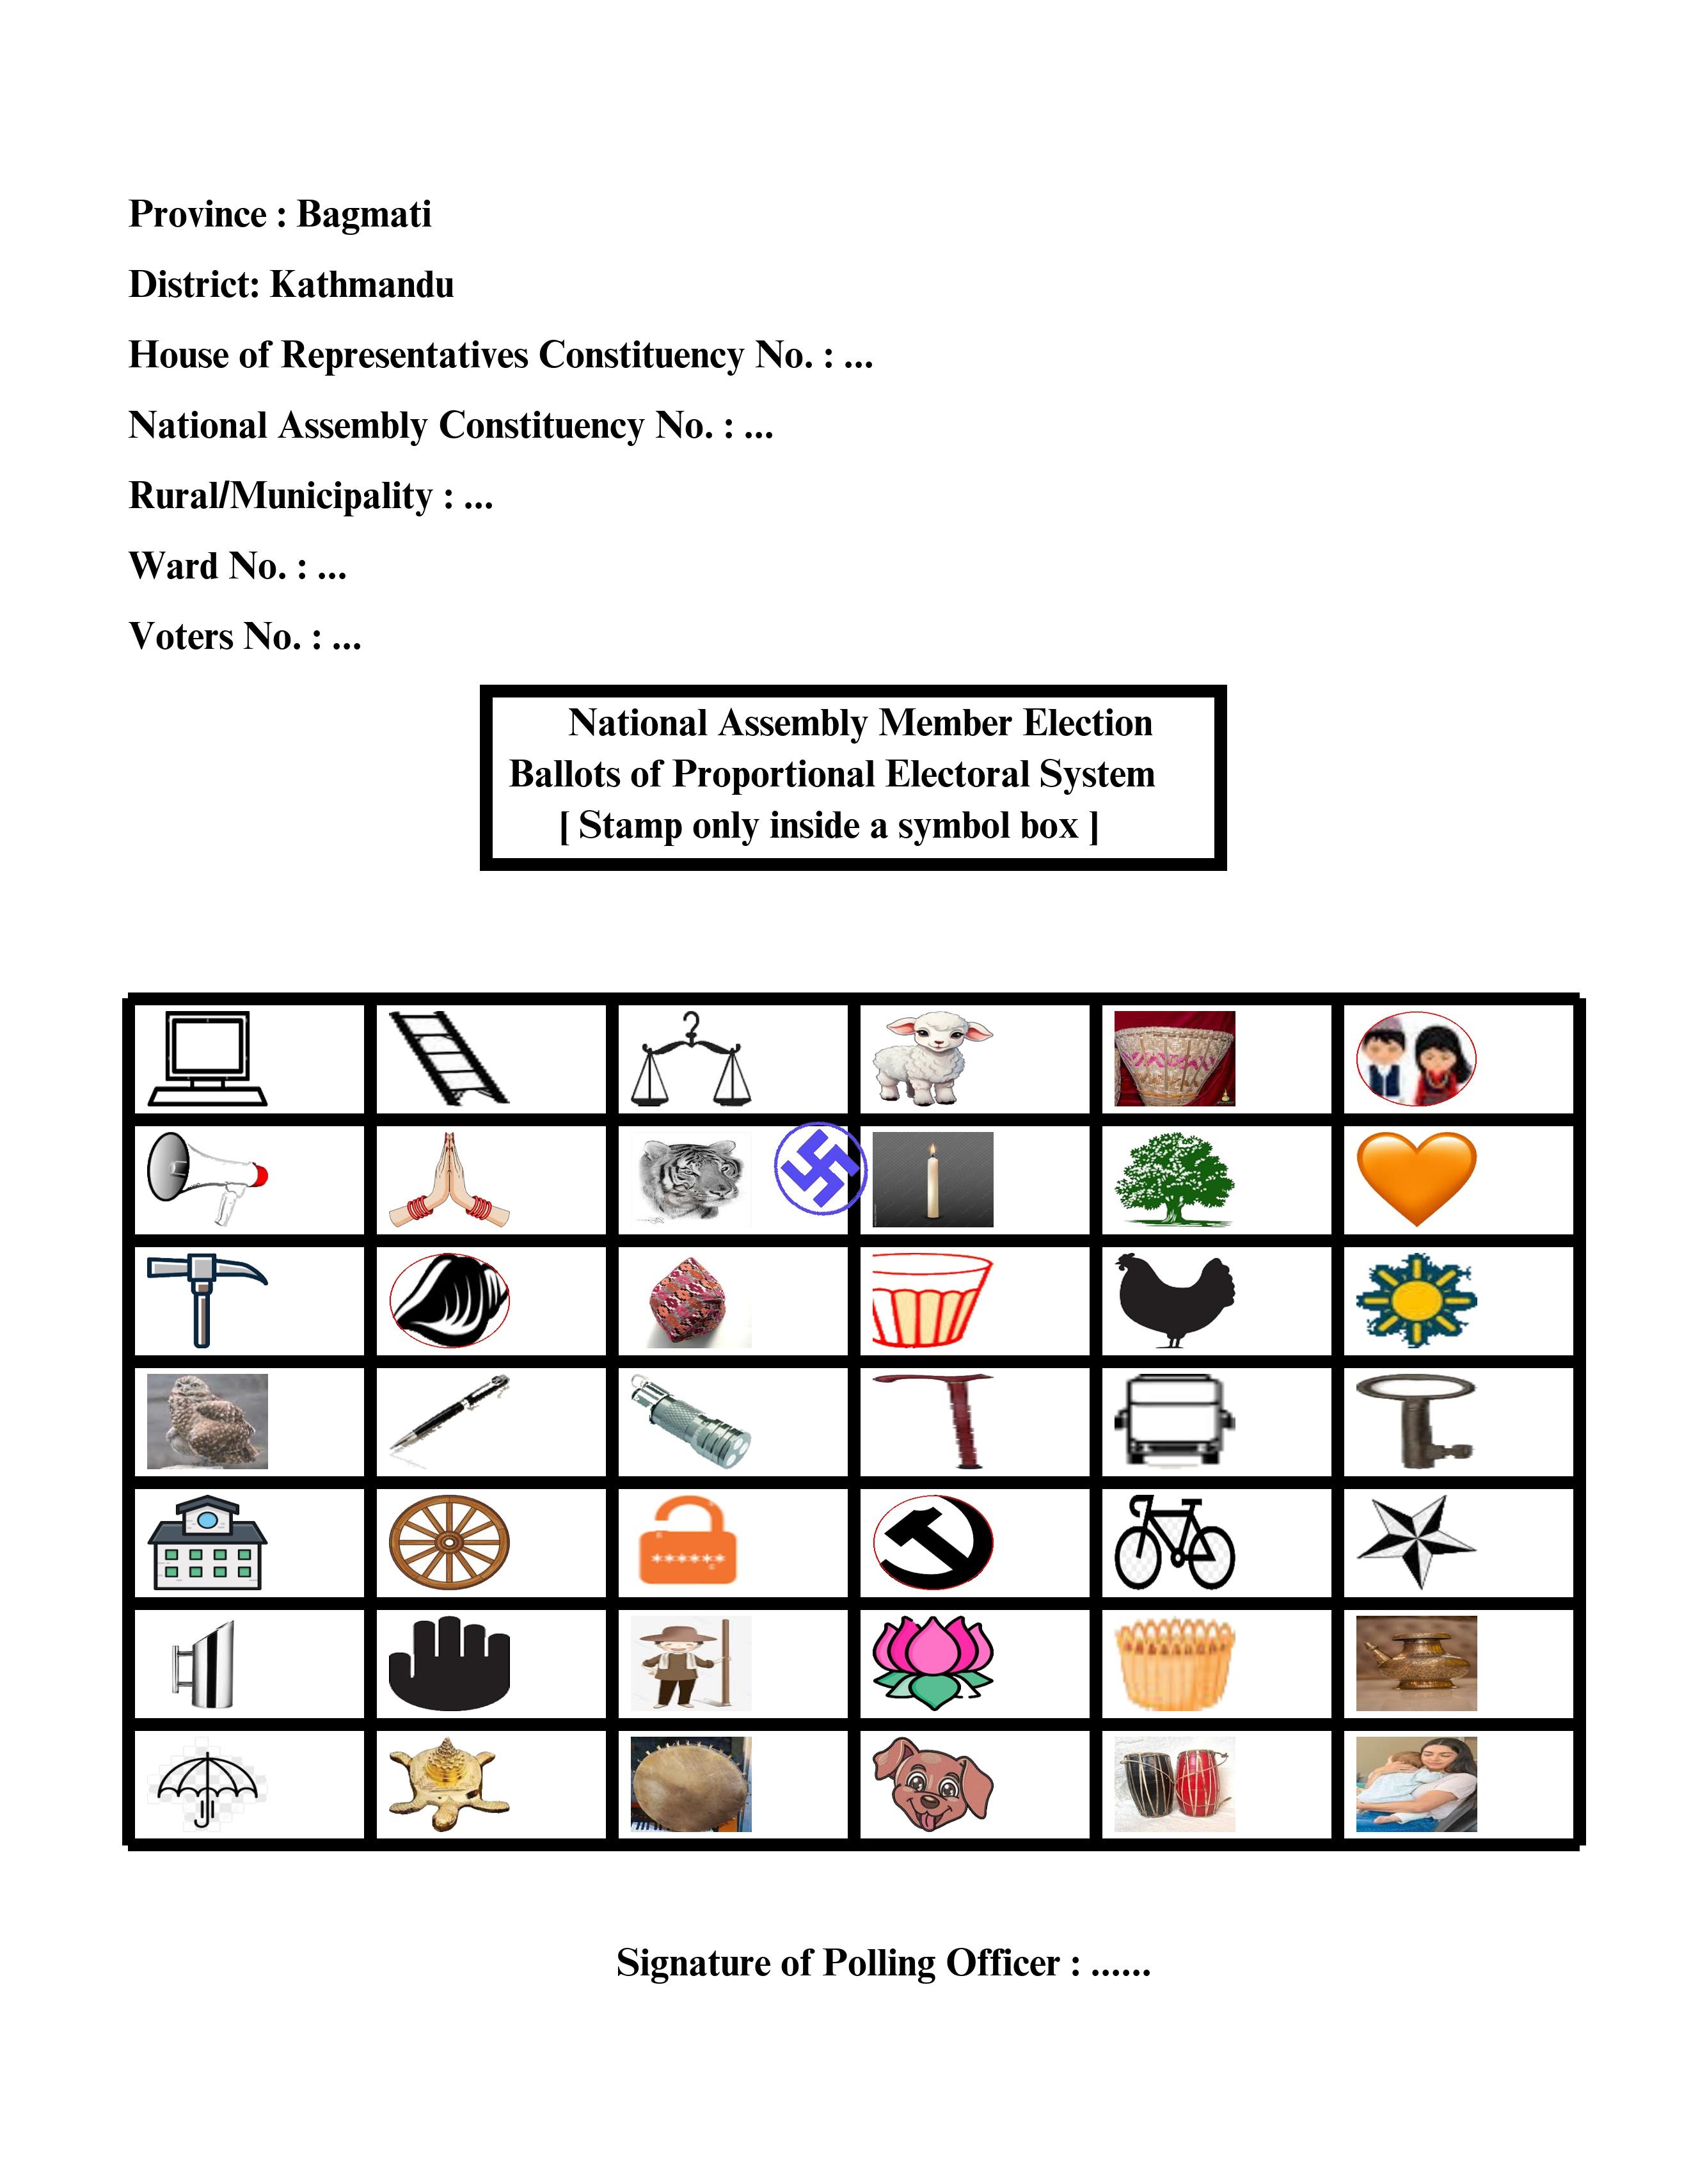 Province : Bagmati
District: Kathmandu
House of Representatives Constituency No. : ...
National Assembly Constituency No. : ...
Rural/Municipality : ...
Ward No. : ...
Voters No. : ...
National Assembly Member Election
Ballots of Proportional Electoral System
[ Stamp only inside a symbol box ]
******
Signature of Polling Officer : ......